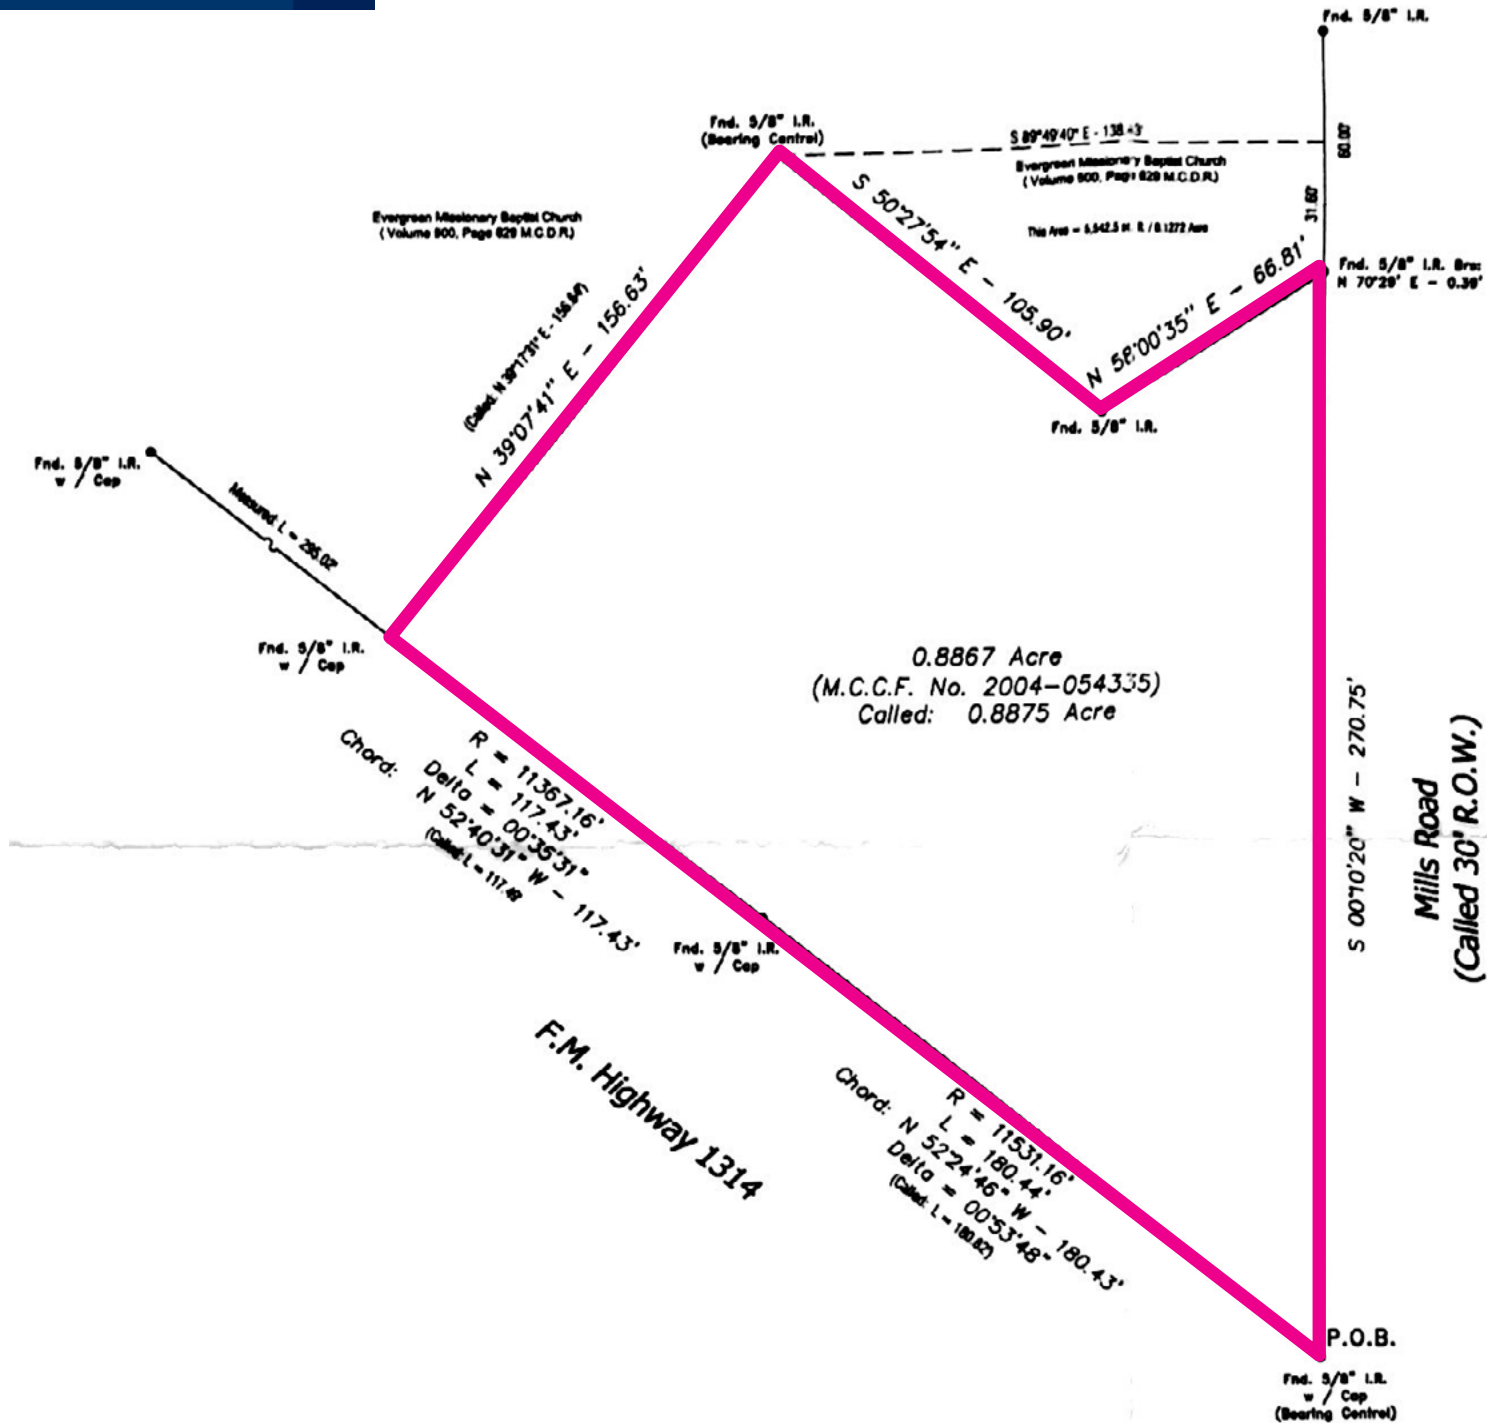 Fnd. 5/8" I.R.
Fnd. 5/8" I.R.
(Bearing Control)
S 89°49'40" E - 138.43'
60.00'
Evergreen Missionary Baptist Church
( Volume 900, Page 829 M.C.D.R.)
31.60'
Evergreen Missionary Baptist Church
( Volume 900, Page 829 M.C.D.R.)
S 50°27'54" E - 105.90'
N 58°00'35" E - 66.81'
Fnd. 5/8" I.R. Brs:
N 70°29' E - 0.39'
N 39°07'41" E - 156.63'
Fnd. 5/8" I.R.
Fnd. 5/8" I.R.
w / Cap
Measured L = 295.02'
Fnd. 5/8" I.R.
w / Cap
0.8867 Acre
(M.C.C.F. No. 2004-054335)
Called: 0.8875 Acre
S 00°10'20" W - 270.75'
Mills Road
(Called 30' R.O.W.)
R = 11367.16'
L = 117.43'
Delta = 00°35'31"
Chord: N 52°40'31" W - 117.43'
Fnd. 5/8" I.R.
w / Cap
F.M. Highway 1314
R = 11531.16'
L = 180.44'
Chord: N 52°24'46" W - 180.43'
Delta = 00°53'48"
P.O.B.
Fnd. 5/8" I.R.
w / Cap
(Bearing Control)